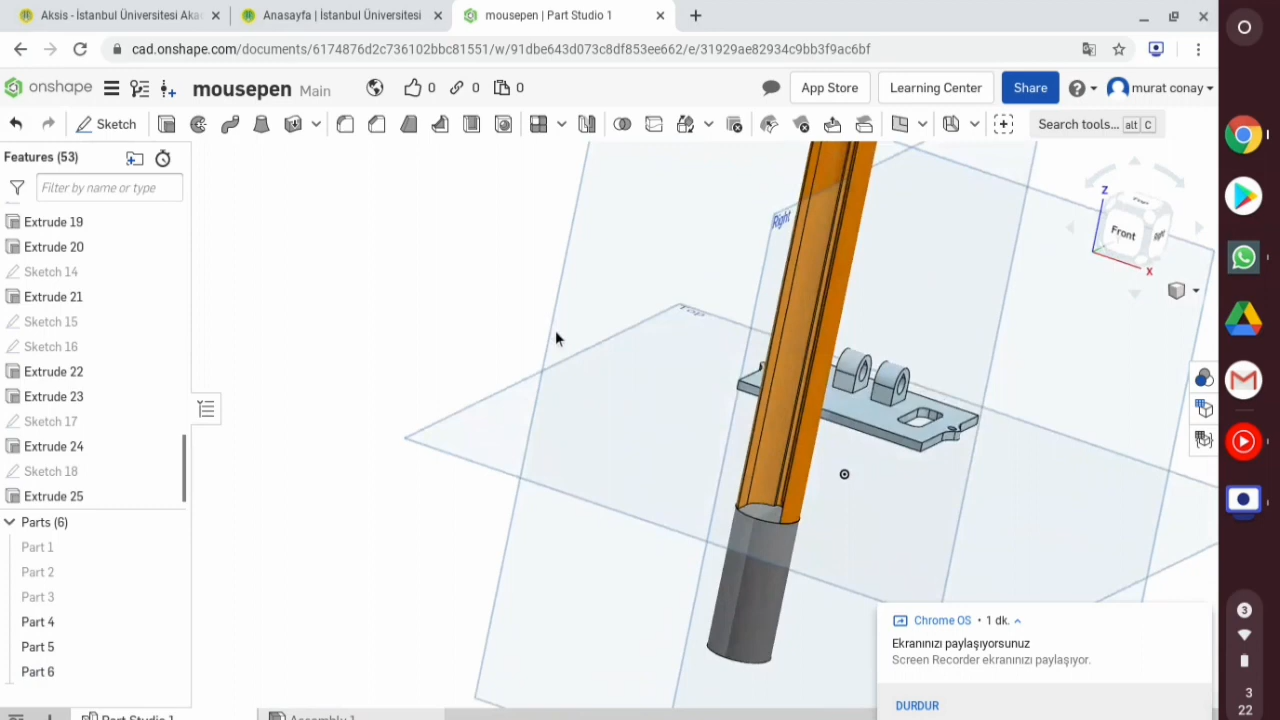 Aksis - İstanbul Üniversitesi Aka
Anasayfa | İstanbul Üniversitesi
mousepen | Part Studio 1
cad.onshape.com/documents/6174876d2c736102bbc81551/w/91dbe643d073c8df853ee662/e/31929ae82934c9bb3f9ac6bf
onshape
mousepen Main
0
0
0
App Store
Learning Center
Share
murat conay
Sketch
Search tools... alt C
Features (53)
Filter by name or type
Extrude 19
Extrude 20
Sketch 14
Extrude 21
Sketch 15
Sketch 16
Extrude 22
Extrude 23
Sketch 17
Extrude 24
Sketch 18
Extrude 25
Parts (6)
Part 1
Part 2
Part 3
Part 4
Part 5
Part 6
Right
Top
Z
Front
Right
X
Chrome OS • 1 dk.
Ekranınızı paylaşıyorsunuz
Screen Recorder ekranınızı paylaşıyor.
DURDUR
Part Studio 1
Assembly 1
3
3
22